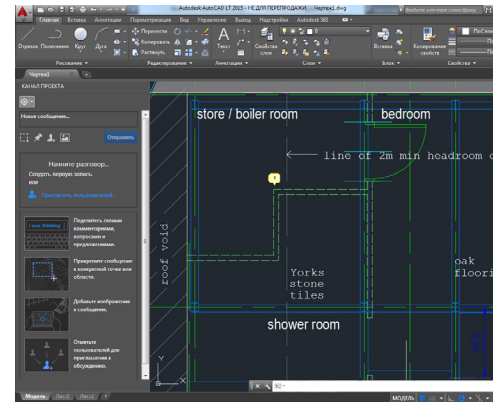 Autodesk AutoCAD LT 2015 - НЕ ДЛЯ ПЕРЕПРОДАЖИ Чертеж1.dwg
Главная Вставка Аннотации Параметризация Вид Управление Вывод Надстройки Autodesk 360
Отрезок Полилиния Круг Дуга
Перенести
Копировать
Растянуть
Текст
Свойства слоя
Вставка
Копирование свойств
Рисование Редактирование Аннотации Слои Блок Свойства
Чертеж1
КАНАЛ ПРОЕКТА
Новое сообщение...
Отправить
Начните разговор...
Создать первую запись.
или
Пригласить пользователей...
I was thinking
Поделитесь своими
комментариями,
вопросами и
предложениями.
Прикрепите сообщение
к конкретной точке или
области.
Добавьте изображения
к сообщению.
Отметьте
пользователей для
приглашения к
обсуждению.
store / boiler room
bedroom
line of 2m min headroom
roof void
Yorks
stone
tiles
oak
floori
shower room
Y
X
Модель Лист1 Лист2
МОДЕЛЬ